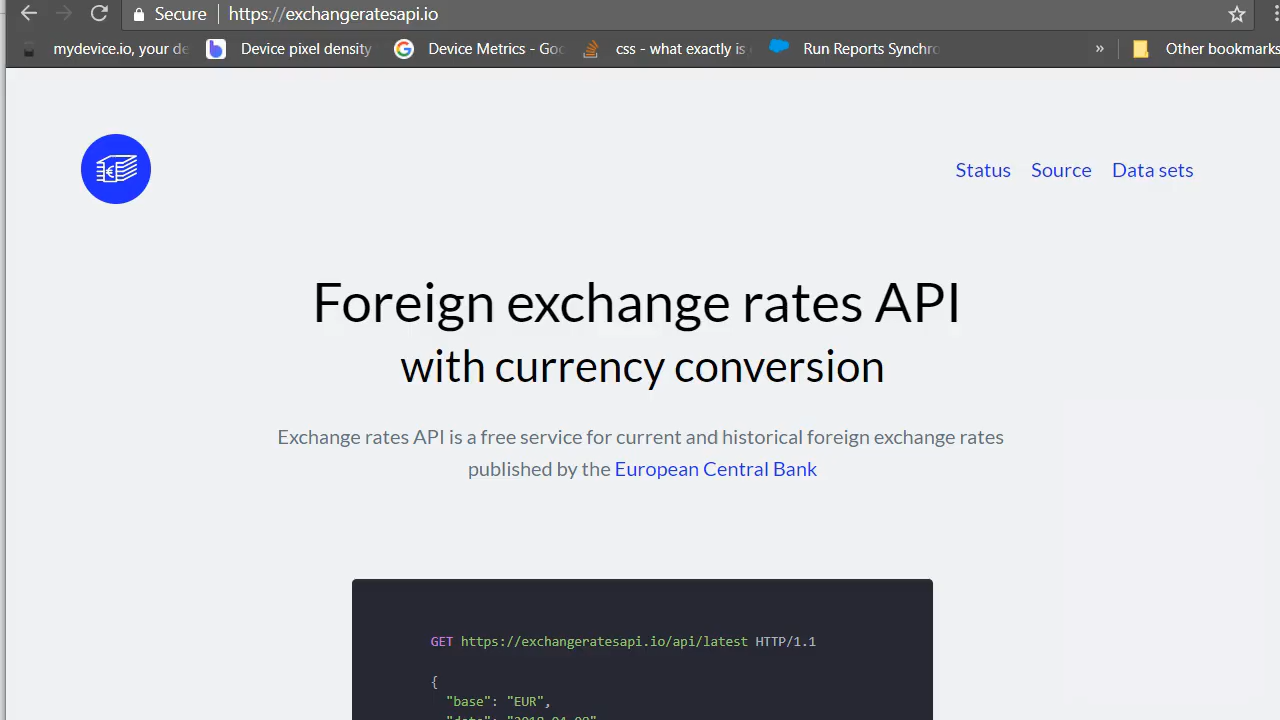 Secure https://exchangeratesapi.io
mydevice.io, your de Device pixel density Device Metrics - Goo css - what exactly is Run Reports Synchro » Other bookmarks
€
Status Source Data sets
Foreign exchange rates API
with currency conversion
Exchange rates API is a free service for current and historical foreign exchange rates
published by the European Central Bank
GET https://exchangeratesapi.io/api/latest HTTP/1.1
{
"base": "EUR",